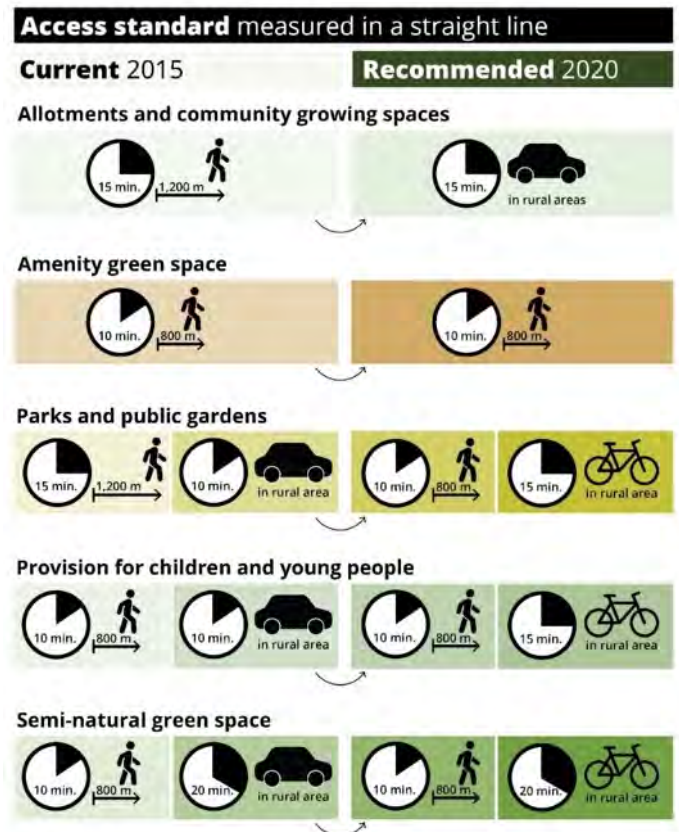 Access standard measured in a straight line
Current 2015 Recommended 2020
Allotments and community growing spaces
15 min. 1,200 m 15 min. in rural areas
Amenity green space
10 min. 800 m 10 min. 800 m
Parks and public gardens
15 min. 1,200 m 10 min. in rural area 10 min. 800 m 15 min. in rural area
Provision for children and young people
10 min. 800 m 10 min. in rural area 10 min. 800 m 15 min. in rural area
Semi-natural green space
10 min. 800 m 20 min. in rural area 10 min. 800 m 20 min. in rural area